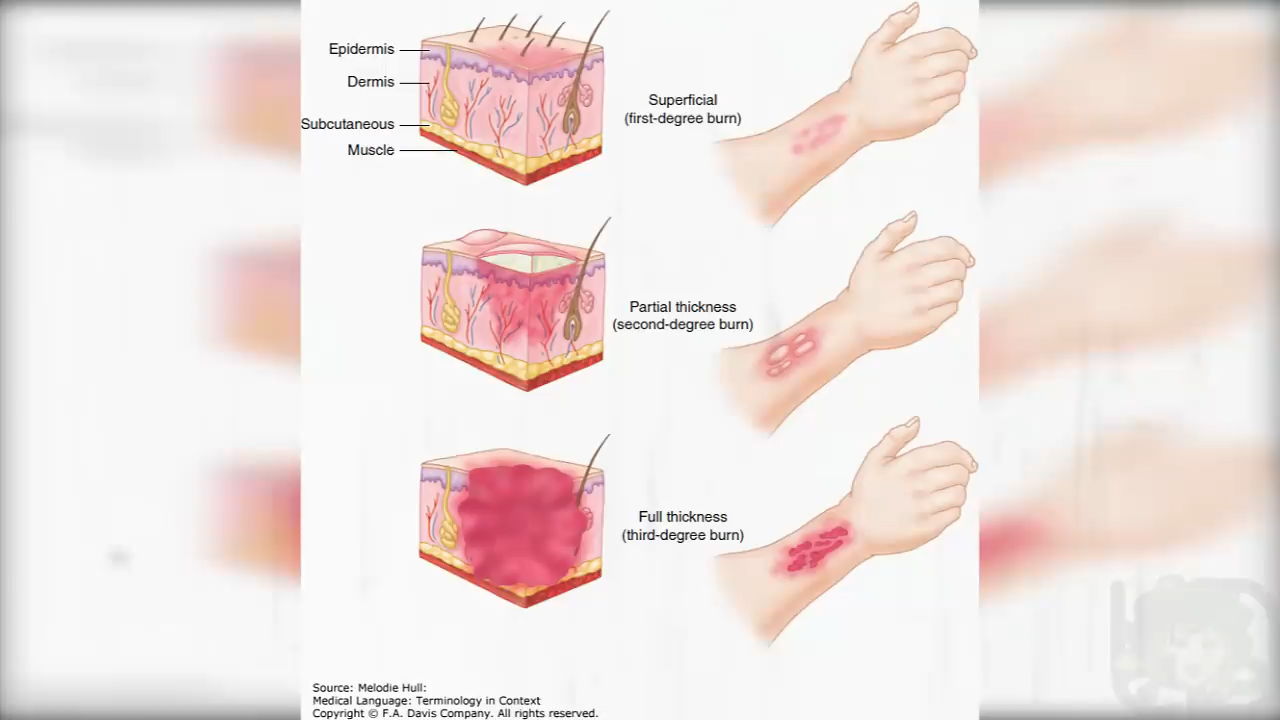 Epidermis
Dermis
Subcutaneous
Muscle
Superficial
(first-degree burn)
Partial thickness
(second-degree burn)
Full thickness
(third-degree burn)
Source: Melodie Hull:
Medical Language: Terminology in Context
Copyright © F.A. Davis Company. All rights reserved.